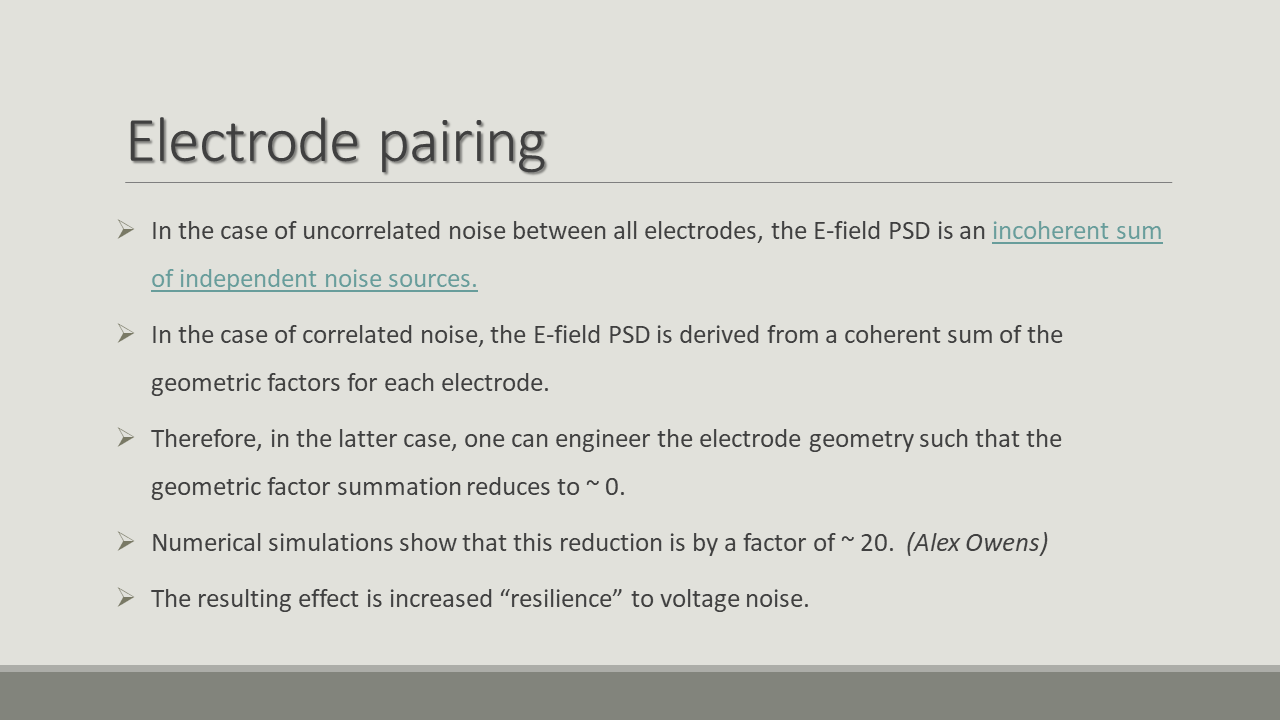 Electrode pairing
In the case of uncorrelated noise between all electrodes, the E-field PSD is an incoherent sum
of independent noise sources.
In the case of correlated noise, the E-field PSD is derived from a coherent sum of the
geometric factors for each electrode.
Therefore, in the latter case, one can engineer the electrode geometry such that the
geometric factor summation reduces to ~ 0.
Numerical simulations show that this reduction is by a factor of ~ 20. (Alex Owens)
The resulting effect is increased “resilience” to voltage noise.